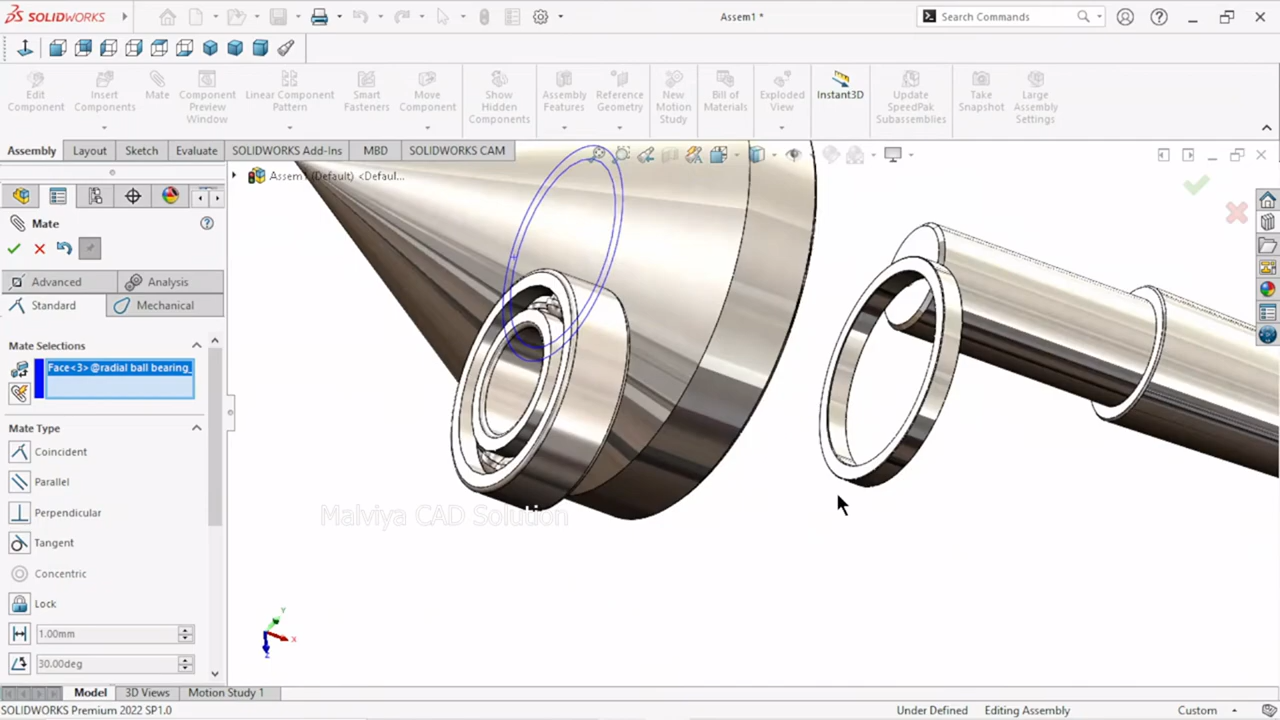 SOLIDWORKS
Assem1 *
Search Commands
Edit Component
Insert Components
Mate
Component Preview Window
Linear Component Pattern
Smart Fasteners
Move Component
Show Hidden Components
Assembly Features
Reference Geometry
New Motion Study
Bill of Materials
Exploded View
Instant3D
Update SpeedPak Subassemblies
Take Snapshot
Large Assembly Settings
Assembly
Layout
Sketch
Evaluate
SOLIDWORKS Add-Ins
MBD
SOLIDWORKS CAM
Assem1 (Default) <Defaul...
Mate
Advanced
Analysis
Standard
Mechanical
Mate Selections
Face<3>@radial ball bearing_
Mate Type
Coincident
Parallel
Perpendicular
Tangent
Concentric
Lock
1.00mm
30.00deg
Malviya CAD Solution
Y
X
Z
Model
3D Views
Motion Study 1
SOLIDWORKS Premium 2022 SP1.0
Under Defined
Editing Assembly
Custom